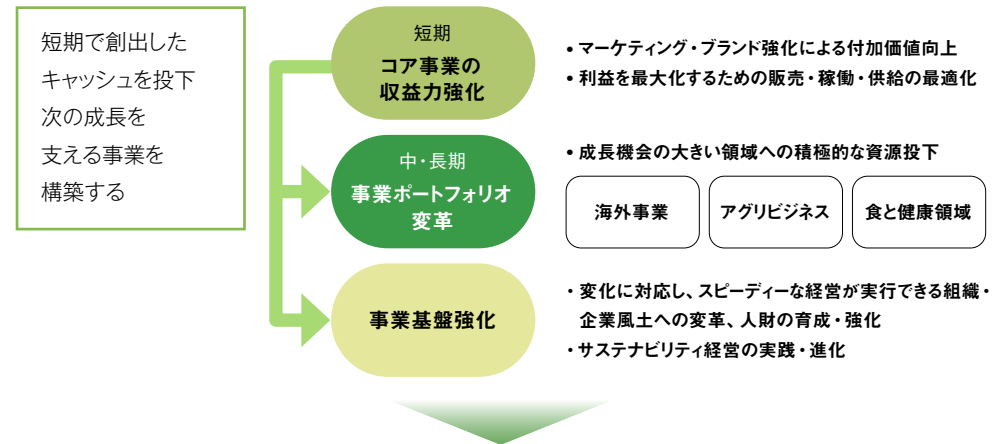 短期で創出した
キャッシュを投下
次の成長を
支える事業を
構築する
短期
コア事業の
収益力強化
• マーケティング・ブランド強化による付加価値向上
• 利益を最大化するための販売・稼働・供給の最適化
中・長期
事業ポートフォリオ
変革
• 成長機会の大きい領域への積極的な資源投下
海外事業
アグリビジネス
食と健康領域
事業基盤強化
・変化に対応し、スピーディーな経営が実行できる組織・
企業風土への変革、人財の育成・強化
・サステナビリティ経営の実践・進化